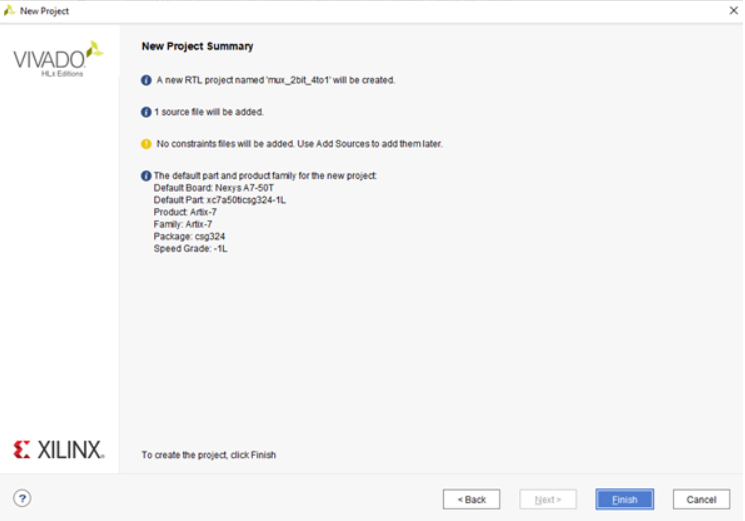 New Project
VIVADO
HLx Editions
New Project Summary
A new RTL project named 'mux_2bit_4to1' will be created.
1 source file will be added.
No constraints files will be added. Use Add Sources to add them later.
The default part and product family for the new project:
Default Board: Nexys A7-50T
Default Part: xc7a50ticsg324-1L
Product: Artix-7
Family: Artix-7
Package: csg324
Speed Grade: -1L
XILINX
To create the project, click Finish
?
< Back
Next >
Finish
Cancel